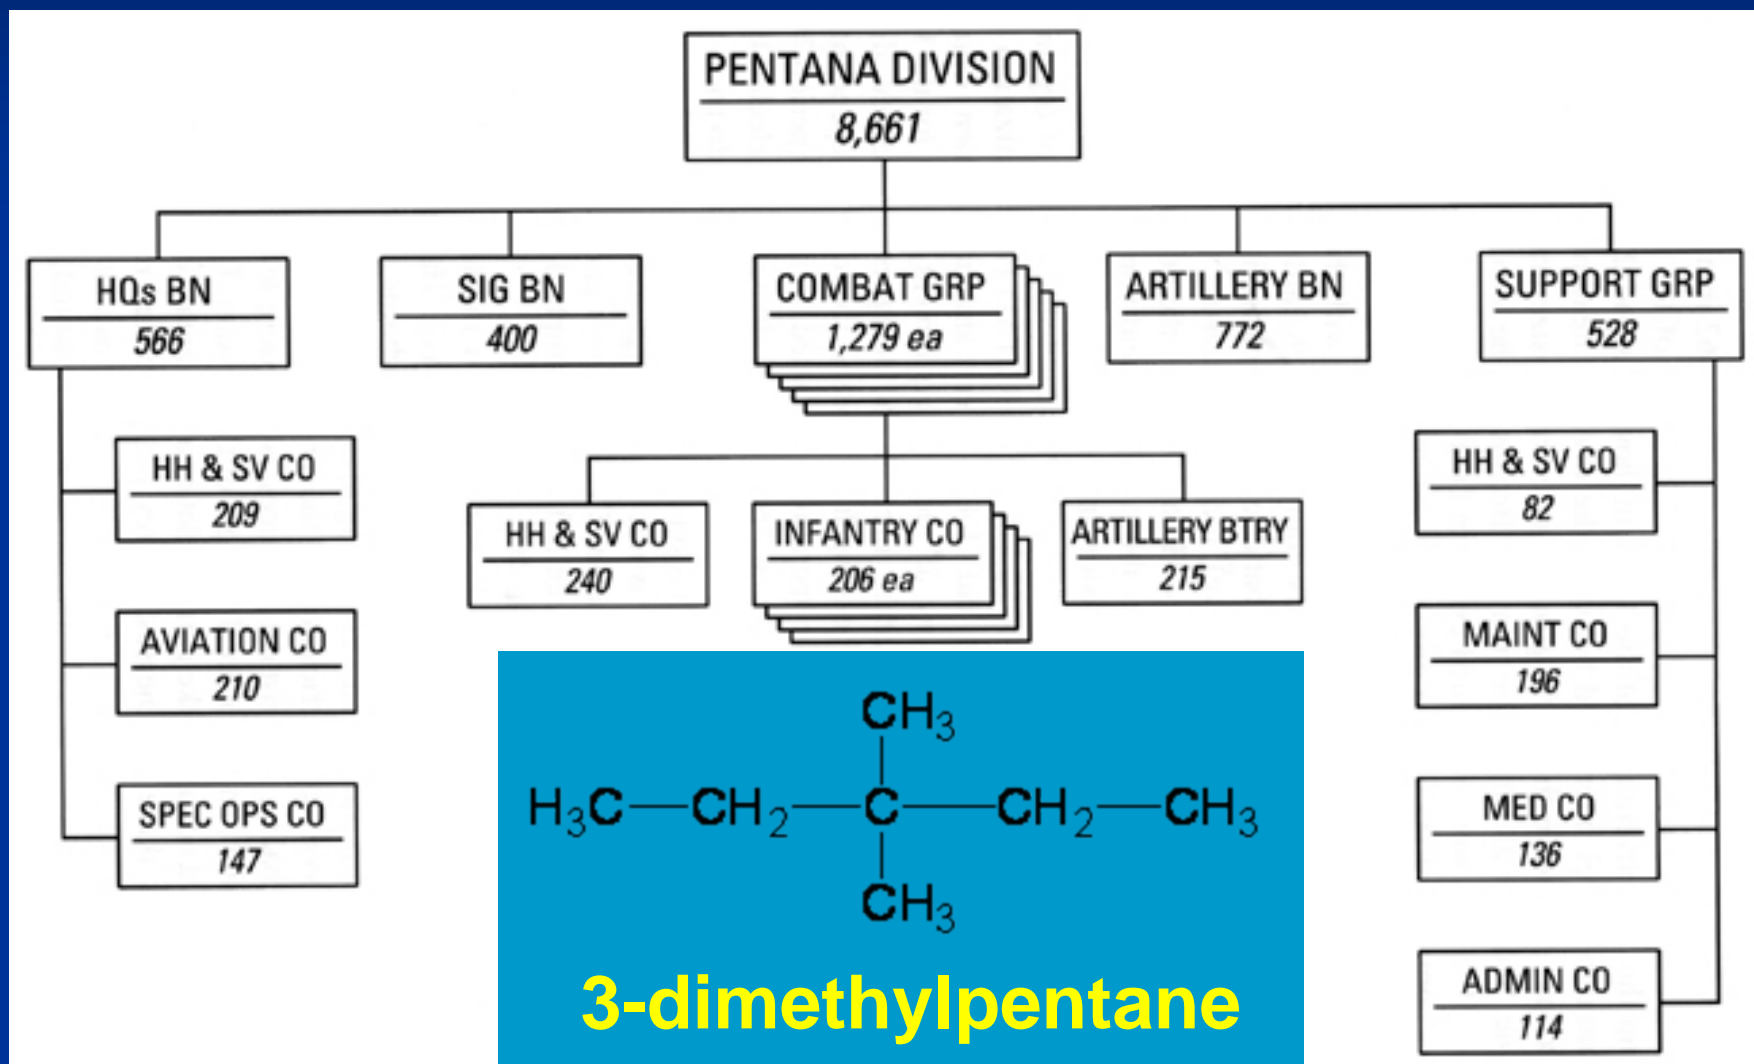 PENTANA DIVISION
8,661
HQs BN
566
SIG BN
400
COMBAT GRP
1,279 ea
ARTILLERY BN
772
SUPPORT GRP
528
HH & SV CO
209
AVIATION CO
210
SPEC OPS CO
147
HH & SV CO
240
INFANTRY CO
206 ea
ARTILLERY BTRY
215
HH & SV CO
82
MAINT CO
196
MED CO
136
ADMIN CO
114
CH3
H3C—CH2—C—CH2—CH3
CH3
3-dimethylpentane